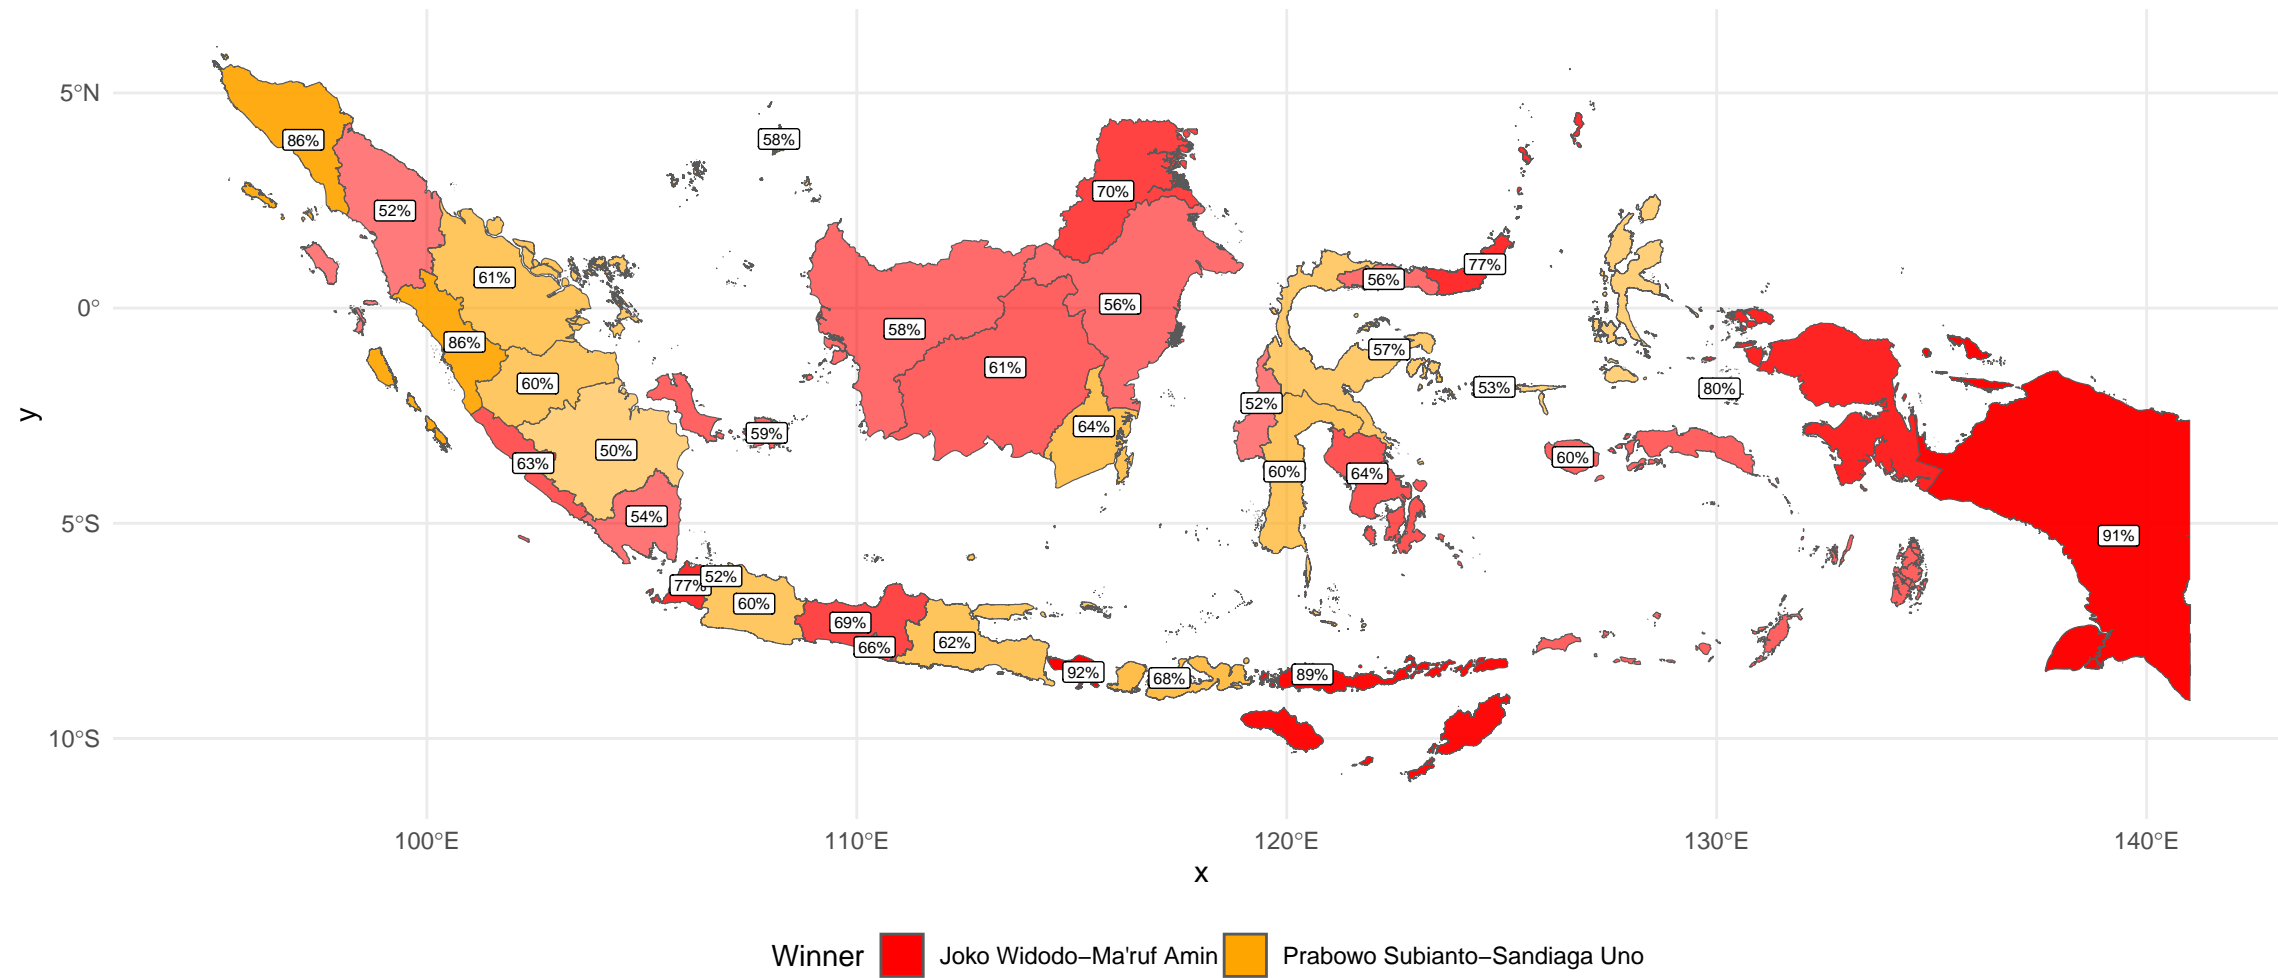 5°N
0°
5°S
10°S
y
86%
58%
70%
52%
77%
61%
56%
56%
58%
86%
57%
61%
60%
53%
80%
52%
64%
59%
50%
60%
63%
60%
64%
54%
91%
52%
77%
60%
69%
62%
66%
92%
89%
68%
100°E
110°E
120°E
130°E
140°E
x
Winner
Joko Widodo−Ma'ruf Amin
Prabowo Subianto−Sandiaga Uno